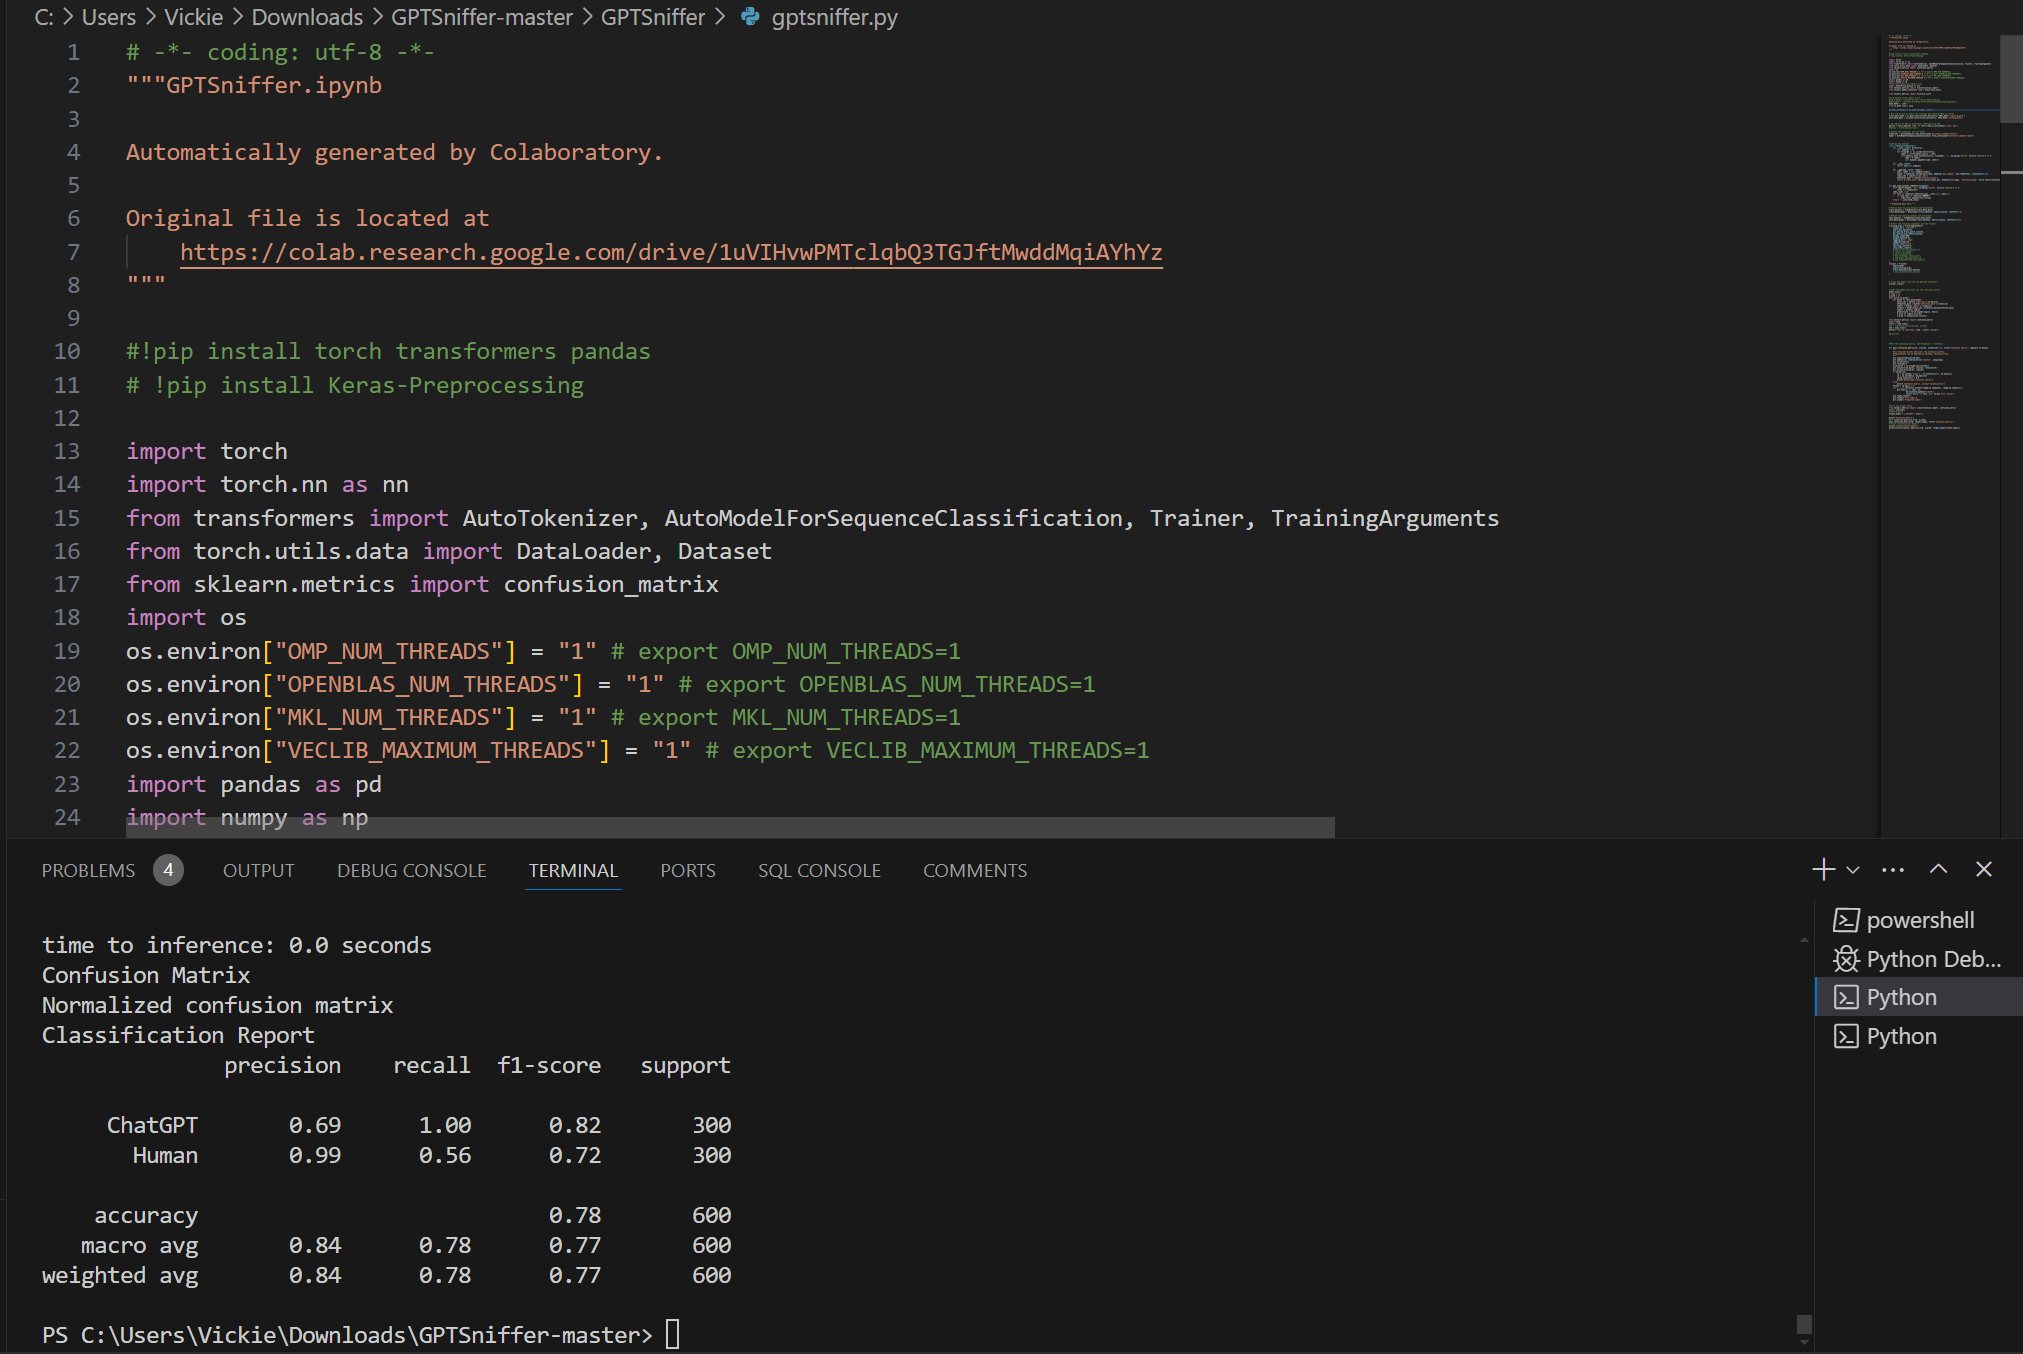 C: > Users > Vickie > Downloads > GPTSniffer-master > GPTSniffer > gptsniffer.py
1 # -*- coding: utf-8 -*-
2 """GPTSniffer.ipynb
3
4 Automatically generated by Colaboratory.
5
6 Original file is located at
7     https://colab.research.google.com/drive/1uVIHvwPMTclqbQ3TGJftMwddMqiAYhYz
8 """
9
10 #!pip install torch transformers pandas
11 # !pip install Keras-Preprocessing
12
13 import torch
14 import torch.nn as nn
15 from transformers import AutoTokenizer, AutoModelForSequenceClassification, Trainer, TrainingArguments
16 from torch.utils.data import DataLoader, Dataset
17 from sklearn.metrics import confusion_matrix
18 import os
19 os.environ["OMP_NUM_THREADS"] = "1" # export OMP_NUM_THREADS=1
20 os.environ["OPENBLAS_NUM_THREADS"] = "1" # export OPENBLAS_NUM_THREADS=1
21 os.environ["MKL_NUM_THREADS"] = "1" # export MKL_NUM_THREADS=1
22 os.environ["VECLIB_MAXIMUM_THREADS"] = "1" # export VECLIB_MAXIMUM_THREADS=1
23 import pandas as pd
24 import numpy as np
PROBLEMS 4 OUTPUT DEBUG CONSOLE TERMINAL PORTS SQL CONSOLE COMMENTS
time to inference: 0.0 seconds
Confusion Matrix
Normalized confusion matrix
Classification Report
precision recall f1-score support
ChatGPT 0.69 1.00 0.82 300
Human 0.99 0.56 0.72 300
accuracy 0.78 600
macro avg 0.84 0.78 0.77 600
weighted avg 0.84 0.78 0.77 600
PS C:\Users\Vickie\Downloads\GPTSniffer-master>
powershell
Python Deb...
Python
Python